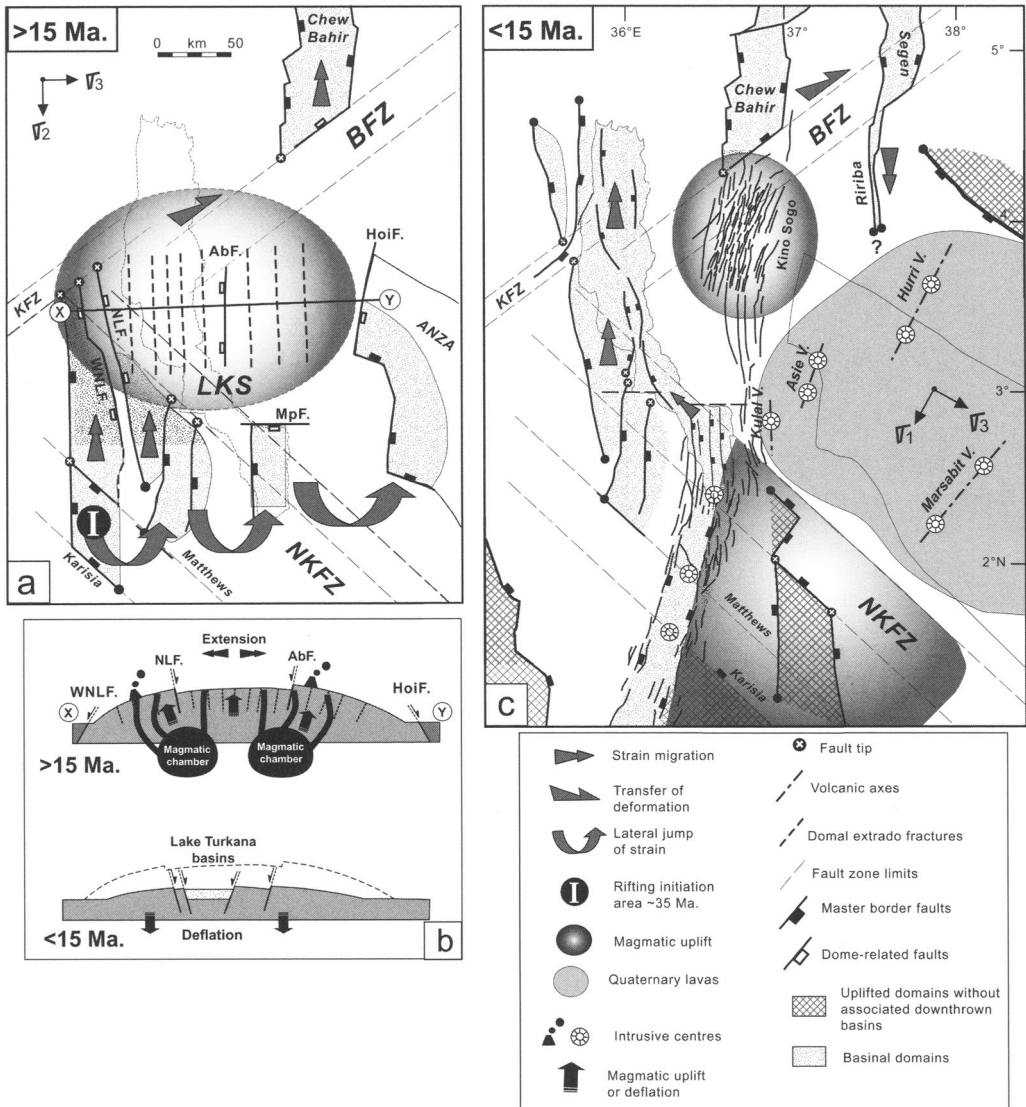 >15 Ma.
0 km 50
σ3
σ2
Chew
Bahir
BFZ
KFZ
HoiF.
AbF.
X
Y
NLF.
WNLF.
ANZA
LKS
MpF.
I
NKFZ
Karisia
Matthews
a
Extension
NLF.
AbF.
WNLF.
HoiF.
X
Y
Magmatic
chamber
Magmatic
chamber
>15 Ma.
Lake Turkana
basins
<15 Ma.
Deflation
b
<15 Ma.
36°E
37°
38°
5°
Chew
Bahir
Segen
BFZ
Ririba
4°
?
Kino Sogo
KFZ
Hurri V.
Asie V.
3°
Kulal V.
σ1
σ3
Marsabit V.
2°N
Matthews
NKFZ
Karisia
c
Strain migration
Transfer of
deformation
Lateral jump
of strain
I
Rifting initiation
area ~35 Ma.
Magmatic uplift
Quaternary lavas
Intrusive centres
Magmatic uplift
or deflation
Fault tip
Volcanic axes
Domal extrado fractures
Fault zone limits
Master border faults
Dome-related faults
Uplifted domains without
associated downthrown
basins
Basinal domains